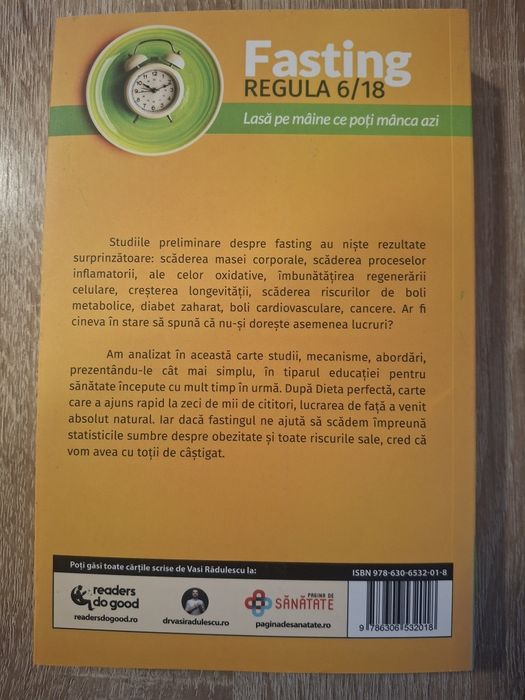 Fasting
REGULA 6/18
Lasă pe mâine ce poți mânca azi
Studiile preliminare despre fasting au niște rezultate
surprinzătoare: scăderea masei corporale, scăderea proceselor
inflamatorii, ale celor oxidative, îmbunătățirea regenerării
celulare, creșterea longevității, scăderea riscurilor de boli
metabolice, diabet zaharat, boli cardiovasculare, cancere. Ar fi
cineva în stare să spună că nu-și dorește asemenea lucruri?
Am analizat în această carte studii, mecanisme, abordări,
prezentându-le cât mai simplu, în tiparul educației pentru
sănătate începute cu mult timp în urmă. După Dieta perfectă, carte
care a ajuns rapid la zeci de mii de cititori, lucrarea de față a venit
absolut natural. Iar dacă fastingul ne ajută să scădem împreună
statisticile sumbre despre obezitate și toate riscurile sale, cred că
vom avea cu toții de câștigat.
Poți găsi toate cărțile scrise de Vasi Rădulescu la:
ISBN 978-630-6532-01-8
readers
do good
readersdogood.ro
drvasiradulescu.ro
PAGINA DE
SĂNĂTATE
paginadesanatate.ro
9 786306 532018